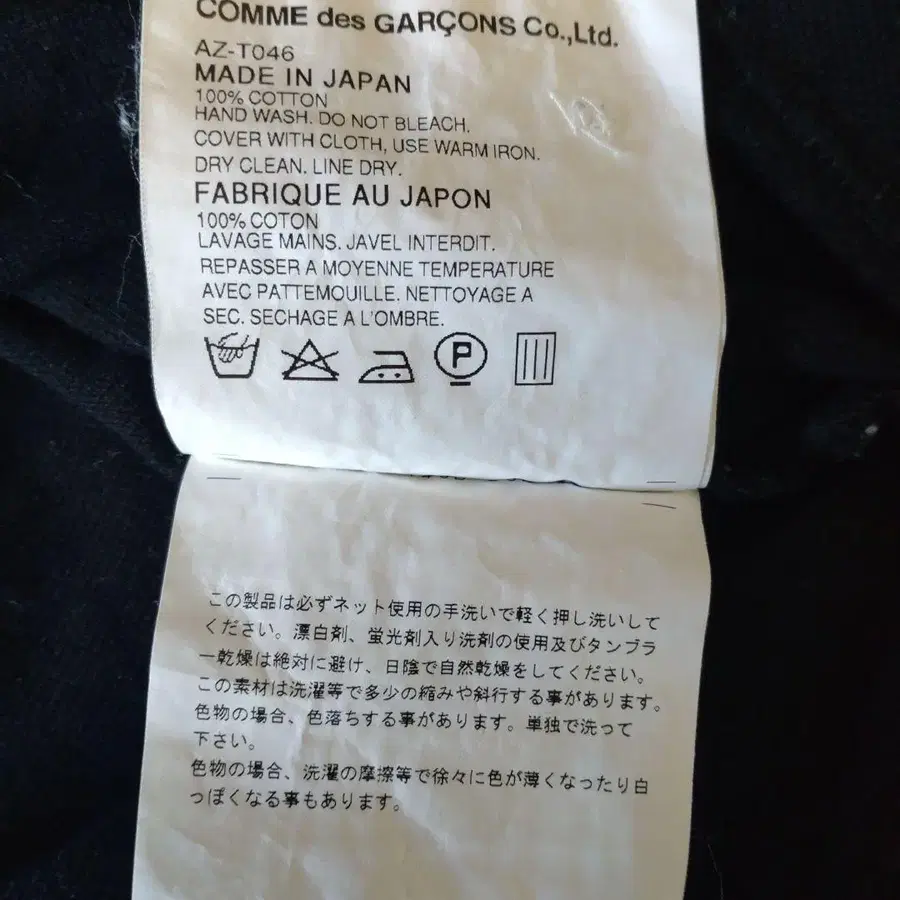 COMME des GARÇONS Co.,Ltd.
AZ-T046
MADE IN JAPAN
100% COTTON
HAND WASH. DO NOT BLEACH.
COVER WITH CLOTH, USE WARM IRON.
DRY CLEAN. LINE DRY.
FABRIQUE AU JAPON
100% COTON
LAVAGE MAINS. JAVEL INTERDIT.
REPASSER A MOYENNE TEMPERATURE
AVEC PATTEMOUILLE. NETTOYAGE A
SEC. SECHAGE A L'OMBRE.
P
この製品は必ずネット使用の手洗いで軽く押し洗いして
ください。漂白剤、蛍光剤入り洗剤の使用及びタンブラ
ー乾燥は絶対に避け、日陰で自然乾燥をしてください。
この素材は洗濯等で多少の縮みや斜行する事があります。
色物の場合、色落ちする事があります。単独で洗って
下さい。
色物の場合、洗濯の摩擦等で徐々に色が薄くなったり白
っぽくなる事もあります。